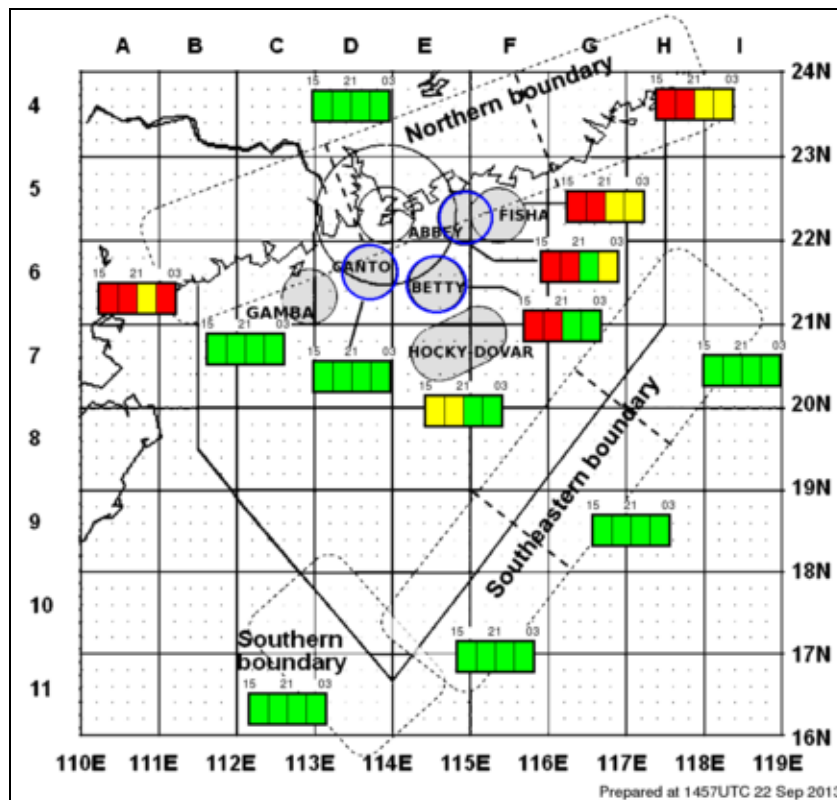 A B C D E F G H I
24N
4
15 21 03
15 21 03
Northern boundary
23N
5
15 21 03
FISHA
ABBEY
22N
15 21 03
6
CANTO
15 21 03
BETTY
GAMBA
15 21 03
21N
15 21 03
7
HOCKY-DOVAR
15 21 03
15 21 03
15 21 03
20N
8
Southeastern boundary
19N
9
15 21 03
18N
10
15 21 03
Southern
boundary
17N
11
15 21 03
16N
110E 111E 112E 113E 114E 115E 116E 117E 118E 119E
Prepared at 1457UTC 22 Sep 2013